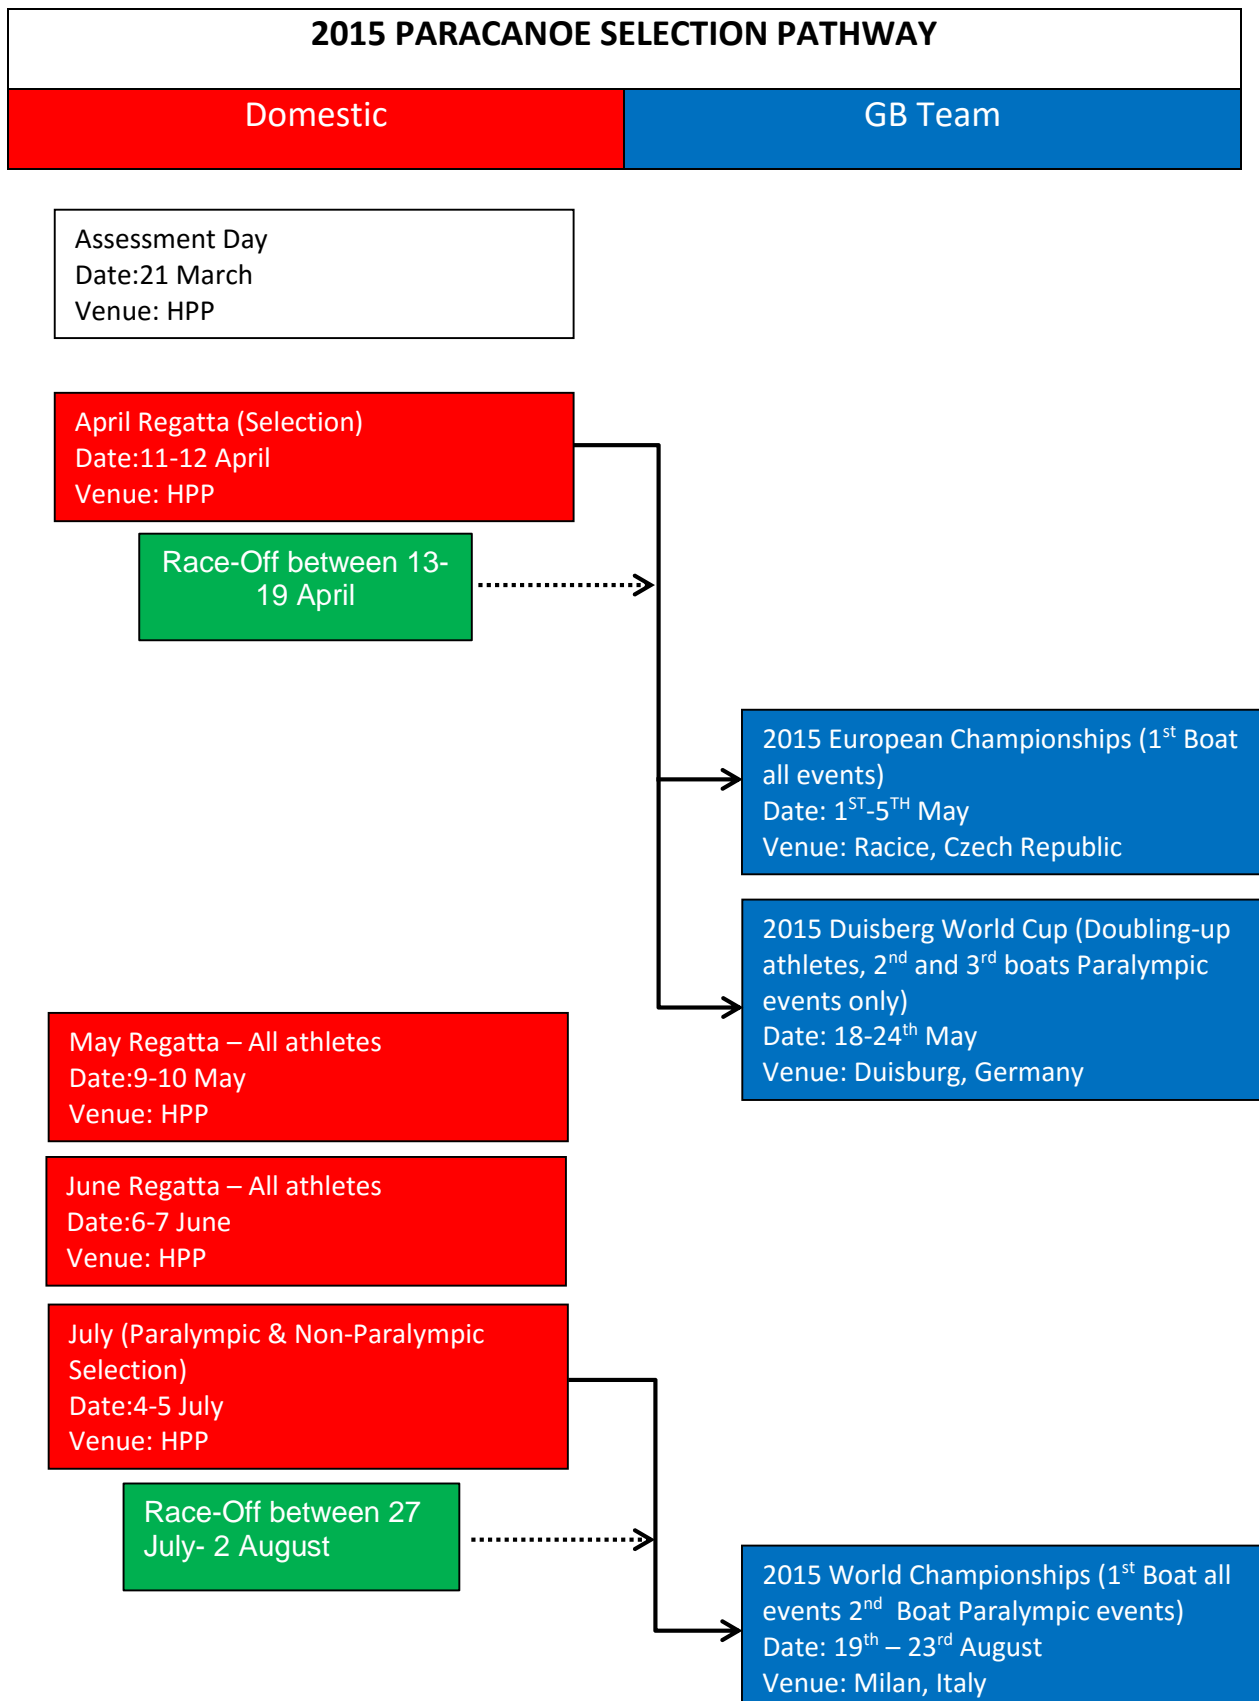 2015 PARACANOE SELECTION PATHWAY
Domestic
GB Team
Assessment Day
Date:21 March
Venue: HPP
April Regatta (Selection)
Date:11-12 April
Venue: HPP
Race-Off between 13-
19 April
2015 European Championships (1st Boat
all events)
Date: 1ST-5TH May
Venue: Racice, Czech Republic
2015 Duisberg World Cup (Doubling-up
athletes, 2nd and 3rd boats Paralympic
events only)
Date: 18-24th May
Venue: Duisburg, Germany
May Regatta – All athletes
Date:9-10 May
Venue: HPP
June Regatta – All athletes
Date:6-7 June
Venue: HPP
July (Paralympic & Non-Paralympic
Selection)
Date:4-5 July
Venue: HPP
Race-Off between 27
July- 2 August
2015 World Championships (1st Boat all
events 2nd Boat Paralympic events)
Date: 19th – 23rd August
Venue: Milan, Italy